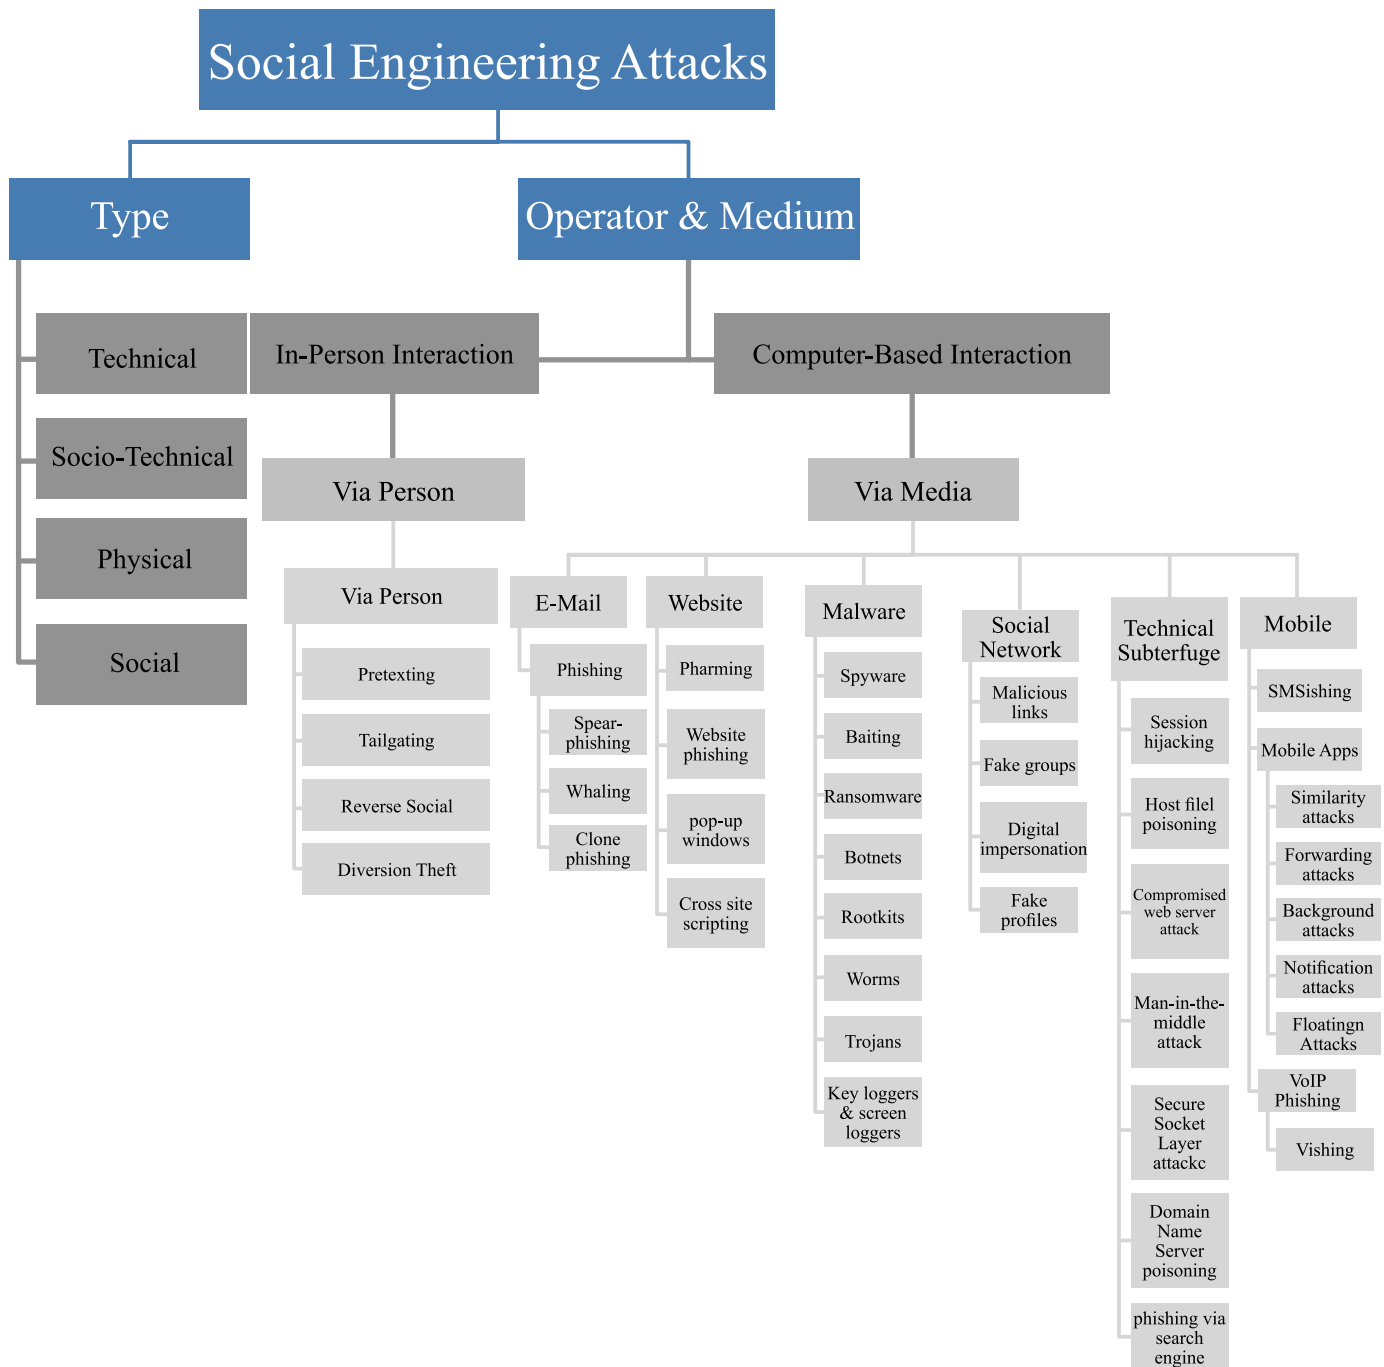 Social Engineering Attacks
Type
Operator & Medium
Technical
Socio-Technical
Physical
Social
In-Person Interaction
Computer-Based Interaction
Via Person
Via Media
Via Person
Pretexting
Tailgating
Reverse Social
Diversion Theft
E-Mail
Phishing
Spear-
phishing
Whaling
Clone
phishing
Website
Pharming
Website
phishing
pop-up
windows
Cross site
scripting
Malware
Spyware
Baiting
Ransomware
Botnets
Rootkits
Worms
Trojans
Key loggers
& screen
loggers
Social
Network
Malicious
links
Fake groups
Digital
impersonation
Fake
profiles
Technical
Subterfuge
Session
hijacking
Host filel
poisoning
Compromised
web server
attack
Man-in-the-
middle
attack
Secure
Socket
Layer
attackc
Domain
Name
Server
poisoning
phishing via
search
engine
Mobile
SMSishing
Mobile Apps
Similarity
attacks
Forwarding
attacks
Background
attacks
Notification
attacks
Floatingn
Attacks
VoIP
Phishing
Vishing